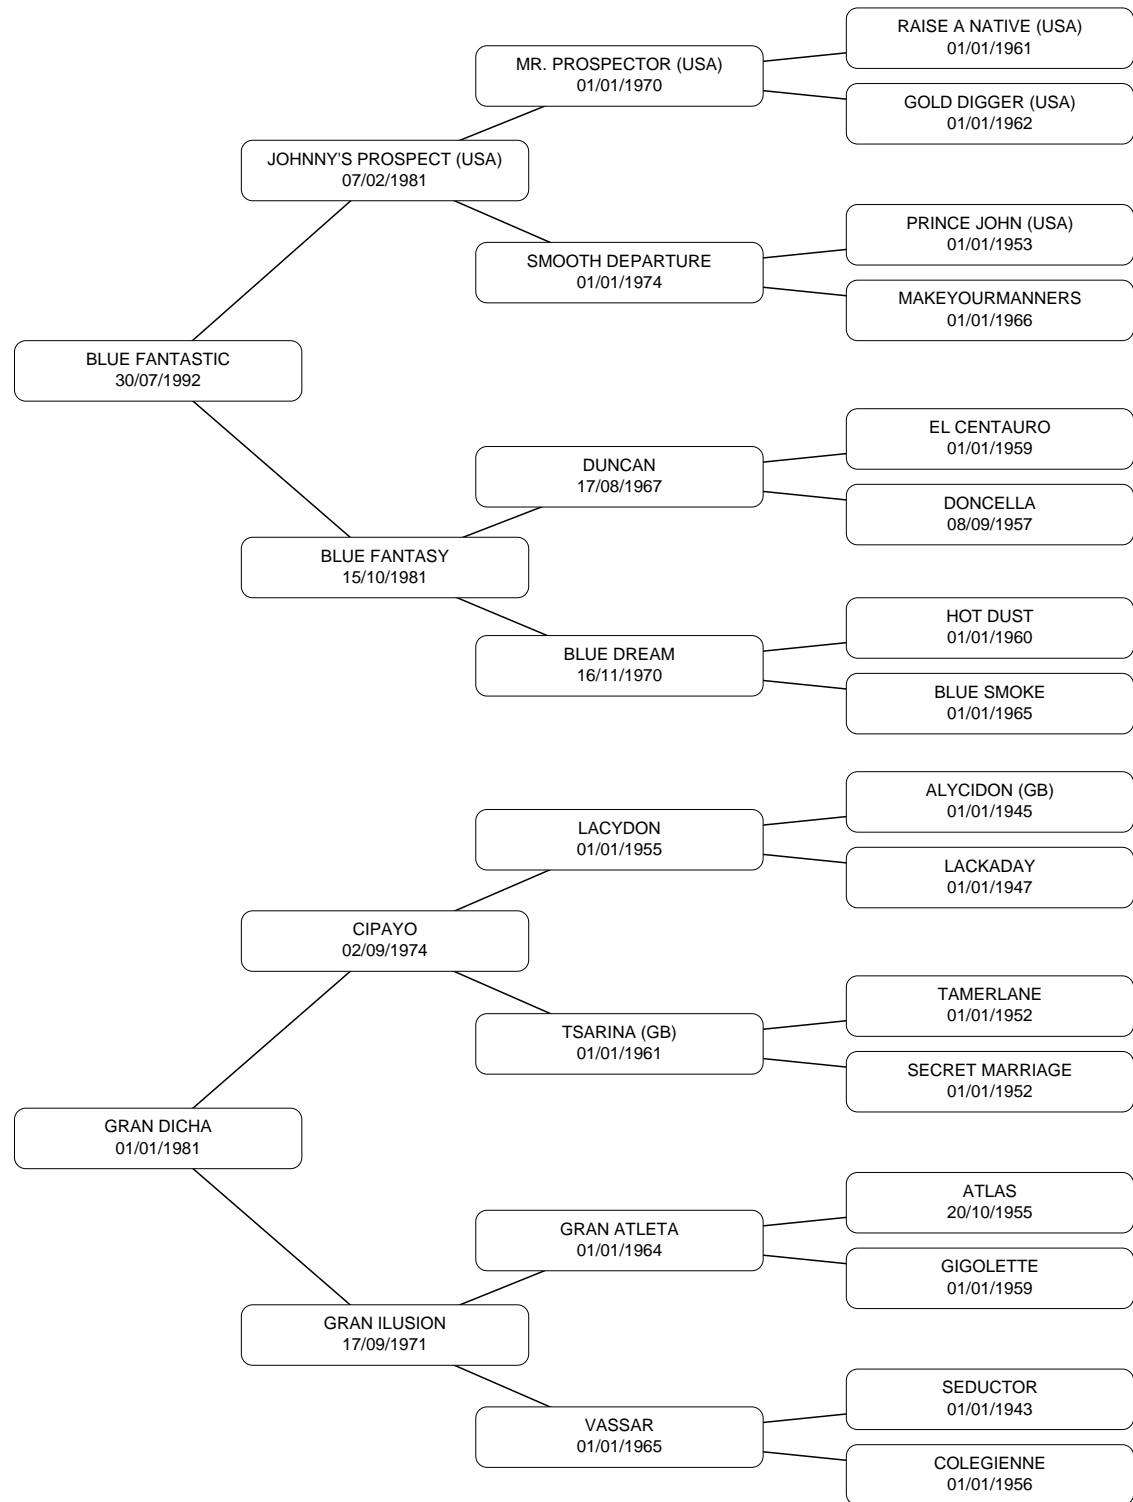 RAISE A NATIVE (USA)
01/01/1961
MR. PROSPECTOR (USA)
01/01/1970
GOLD DIGGER (USA)
01/01/1962
JOHNNY'S PROSPECT (USA)
07/02/1981
PRINCE JOHN (USA)
01/01/1953
SMOOTH DEPARTURE
01/01/1974
MAKEYOURMANNERS
01/01/1966
BLUE FANTASTIC
30/07/1992
EL CENTAURO
01/01/1959
DUNCAN
17/08/1967
DONCELLA
08/09/1957
BLUE FANTASY
15/10/1981
HOT DUST
01/01/1960
BLUE DREAM
16/11/1970
BLUE SMOKE
01/01/1965
ALYCIDON (GB)
01/01/1945
LACYDON
01/01/1955
LACKADAY
01/01/1947
CIPAYO
02/09/1974
TAMERLANE
01/01/1952
TSARINA (GB)
01/01/1961
SECRET MARRIAGE
01/01/1952
GRAN DICHA
01/01/1981
ATLAS
20/10/1955
GRAN ATLETA
01/01/1964
GIGOLETTE
01/01/1959
GRAN ILUSION
17/09/1971
SEDUCTOR
01/01/1943
VASSAR
01/01/1965
COLEGIENNE
01/01/1956